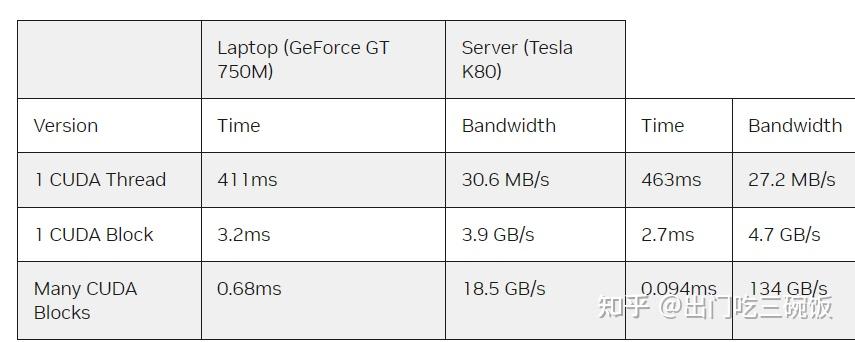 Laptop (GeForce GT 750M) Server (Tesla K80)
Version Time Bandwidth Time Bandwidth
1 CUDA Thread 411ms 30.6 MB/s 463ms 27.2 MB/s
1 CUDA Block 3.2ms 3.9 GB/s 2.7ms 4.7 GB/s
Many CUDA Blocks 0.68ms 18.5 GB/s 0.094ms 134 GB/s
知乎 @出门吃三碗饭